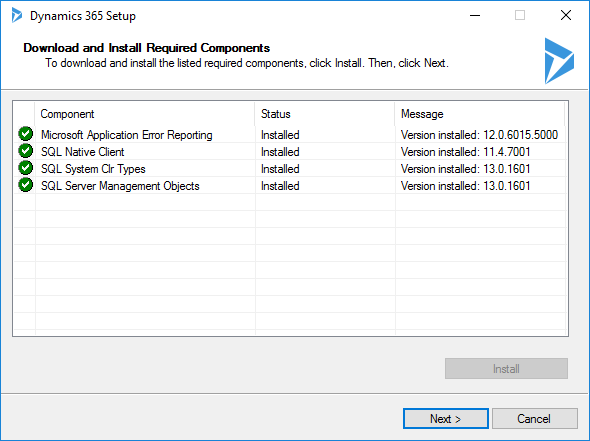 Dynamics 365 Setup
Download and Install Required Components
To download and install the listed required components, click Install. Then, click Next.
Component Status Message
Microsoft Application Error Reporting Installed Version installed: 12.0.6015.5000
SQL Native Client Installed Version installed: 11.4.7001
SQL System Clr Types Installed Version installed: 13.0.1601
SQL Server Management Objects Installed Version installed: 13.0.1601
Install
Next > Cancel